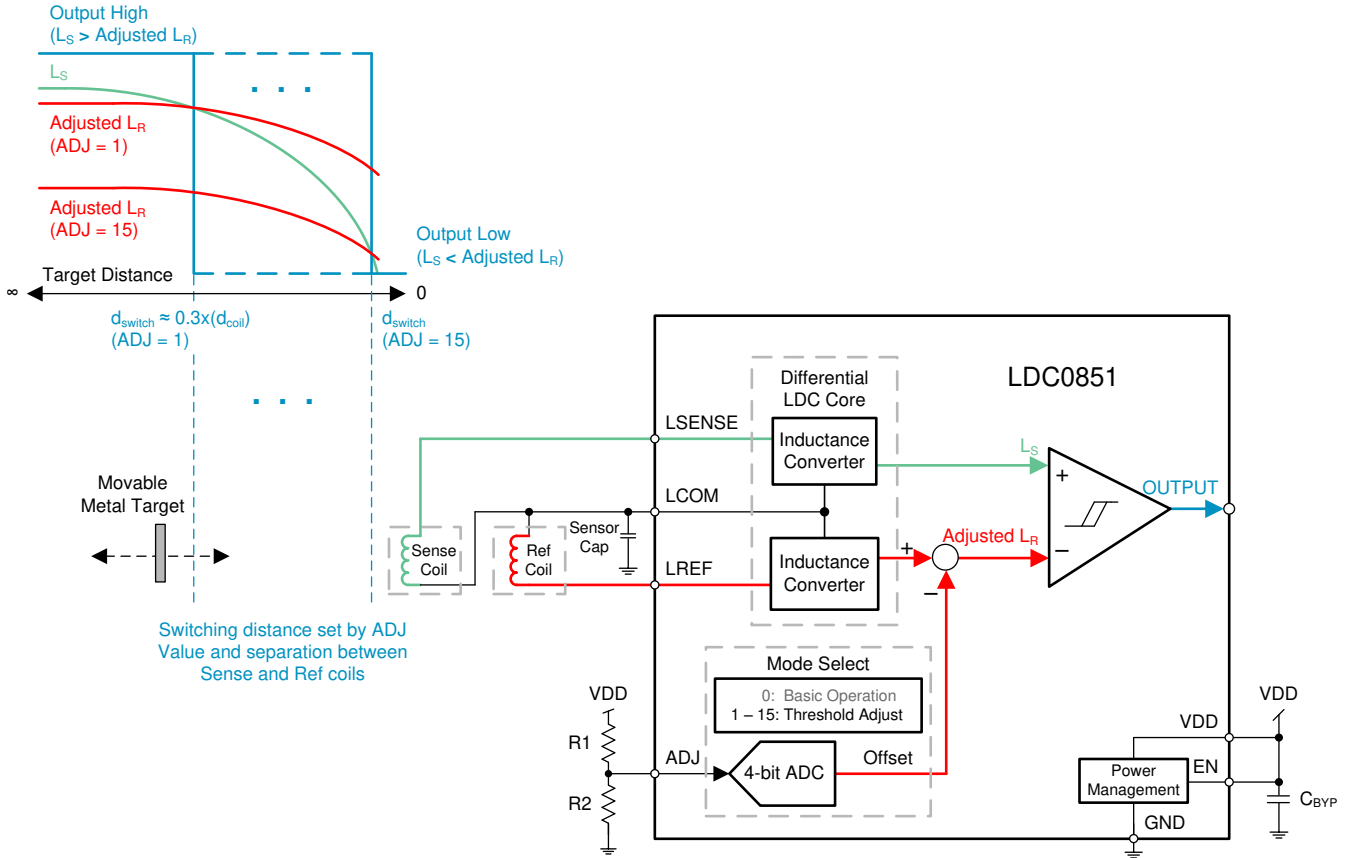 Output High
(LS > Adjusted LR)
LS
Adjusted LR
(ADJ = 1)
Adjusted LR
(ADJ = 15)
Output Low
(LS < Adjusted LR)
Target Distance
∞
0
dswitch ≈ 0.3x(dcoil)
(ADJ = 1)
dswitch
(ADJ = 15)
. . .
. . .
Movable
Metal Target
Switching distance set by ADJ
Value and separation between
Sense and Ref coils
Sense
Coil
Ref
Coil
Sensor
Cap
LSENSE
LCOM
LREF
Differential
LDC Core
Inductance
Converter
Inductance
Converter
LDC0851
LS
+
OUTPUT
Adjusted LR
–
+
–
Mode Select
0: Basic Operation
1 – 15: Threshold Adjust
VDD
R1
R2
ADJ
4-bit ADC
Offset
VDD
VDD
EN
Power
Management
GND
CBYP